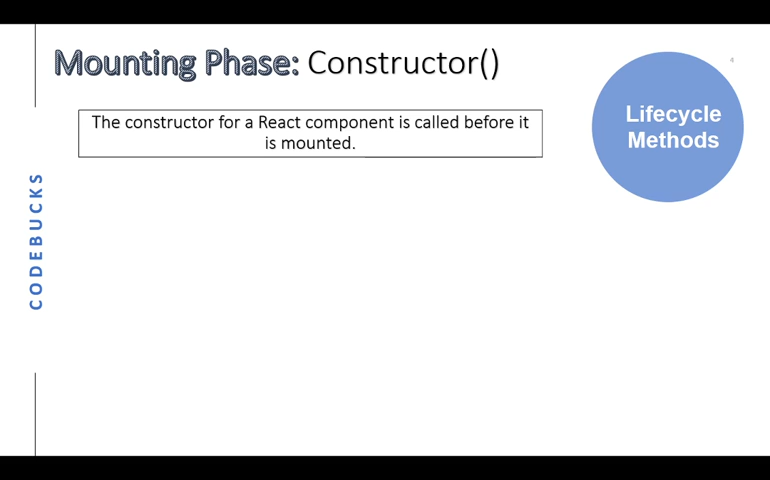 Mounting Phase: Constructor()
The constructor for a React component is called before it
is mounted.
Lifecycle
Methods
CODEBUCKS